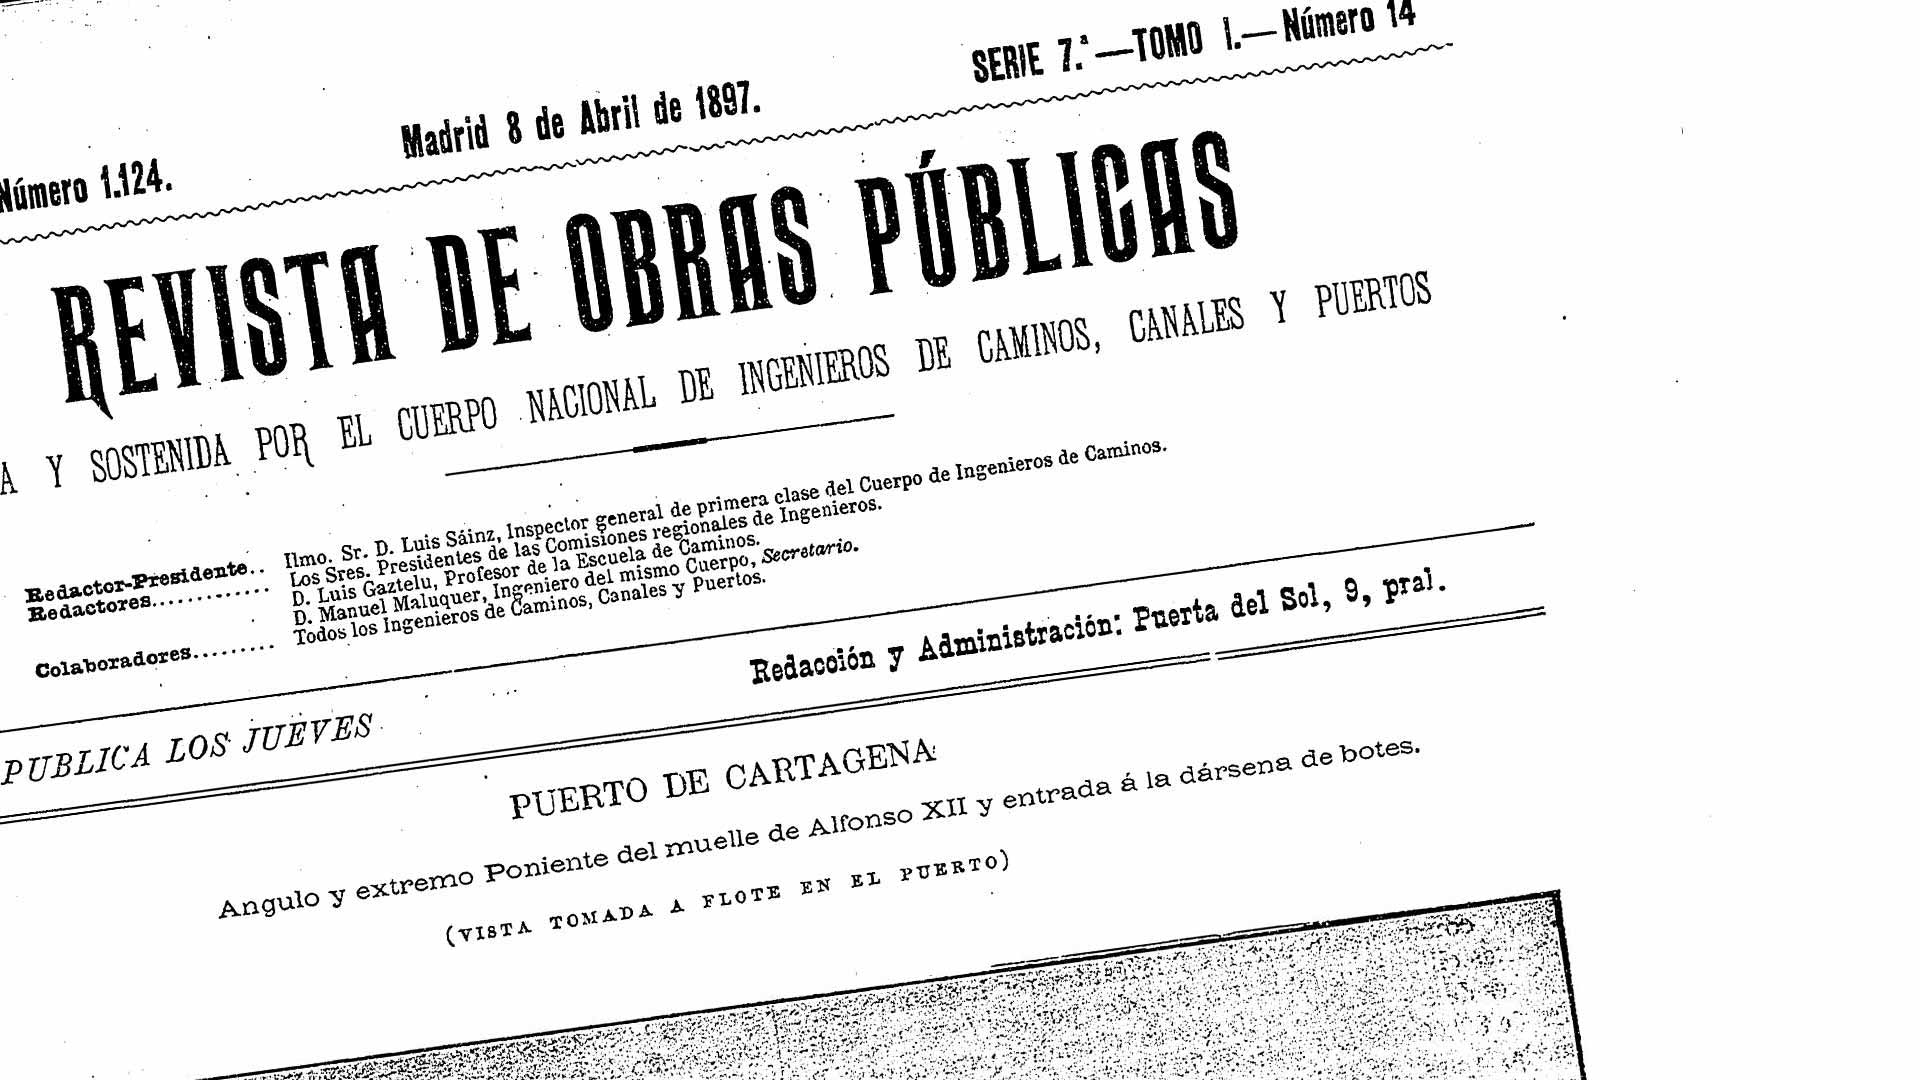 Número 1.124.
Madrid 8 de Abril de 1897.
SERIE 7.ª—TOMO I.—Número 14
REVISTA DE OBRAS PÚBLICAS
A Y SOSTENIDA POR EL CUERPO NACIONAL DE INGENIEROS DE CAMINOS, CANALES Y PUERTOS
Redactor-Presidente.. Ilmo. Sr. D. Luis Sáinz, Inspector general de primera clase del Cuerpo de Ingenieros de Caminos.
Redactores............. Los Sres. Presidentes de las Comisiones regionales de Ingenieros.
D. Luis Gaztelu, Profesor de la Escuela de Caminos.
D. Manuel Maluquer, Ingeniero del mismo Cuerpo, Secretario.
Colaboradores......... Todos los Ingenieros de Caminos, Canales y Puertos.
PUBLICA LOS JUEVES
Redacción y Administración: Puerta del Sol, 9, pral.
PUERTO DE CARTAGENA
Angulo y extremo Poniente del muelle de Alfonso XII y entrada á la dársena de botes.
(VISTA TOMADA A FLOTE EN EL PUERTO)